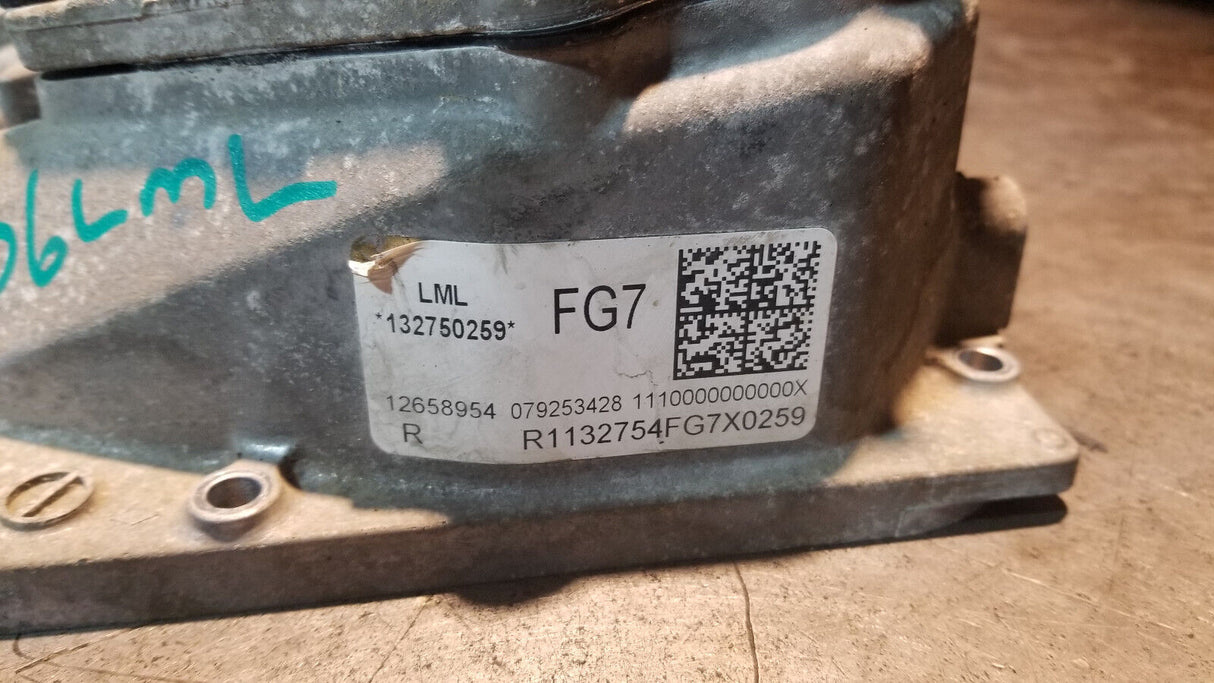 06LmL
LML
*132750259*
FG7
12658954 079253428 1110000000000X
R R1132754FG7X0259